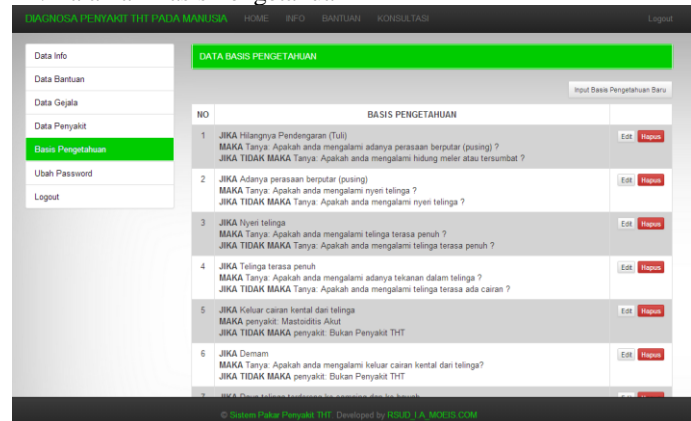 DIAGNOSA PENYAKIT THT PADA MANUSIA HOME INFO BANTUAN KONSULTASI Logout
Data Info
Data Bantuan
Data Gejala
Data Penyakit
Basis Pengetahuan
Ubah Password
Logout
DATA BASIS PENGETAHUAN
Input Basis Pengetahuan Baru
NO BASIS PENGETAHUAN
1 JIKA Hilangnya Pendengaran (Tuli) Edit Hapus
MAKA Tanya: Apakah anda mengalami adanya perasaan berputar (pusing) ?
JIKA TIDAK MAKA Tanya: Apakah anda mengalami hidung meler atau tersumbat ?
2 JIKA Adanya perasaan berputar (pusing) Edit Hapus
MAKA Tanya: Apakah anda mengalami nyeri telinga ?
JIKA TIDAK MAKA Tanya: Apakah anda mengalami nyeri telinga ?
3 JIKA Nyeri telinga Edit Hapus
MAKA Tanya: Apakah anda mengalami telinga terasa penuh ?
JIKA TIDAK MAKA Tanya: Apakah anda mengalami telinga terasa penuh ?
4 JIKA Telinga terasa penuh Edit Hapus
MAKA Tanya: Apakah anda mengalami adanya tekanan dalam telinga ?
JIKA TIDAK MAKA Tanya: Apakah anda mengalami telinga terasa ada cairan ?
5 JIKA Keluar cairan kental dari telinga Edit Hapus
MAKA penyakit: Mastoiditis Akut
JIKA TIDAK MAKA penyakit: Bukan Penyakit THT
6 JIKA Demam Edit Hapus
MAKA Tanya: Apakah anda mengalami keluar cairan kental dari telinga?
JIKA TIDAK MAKA penyakit: Bukan Penyakit THT
© Sistem Pakar Penyakit THT. Developed by RSUD_I.A_MOEIS.COM